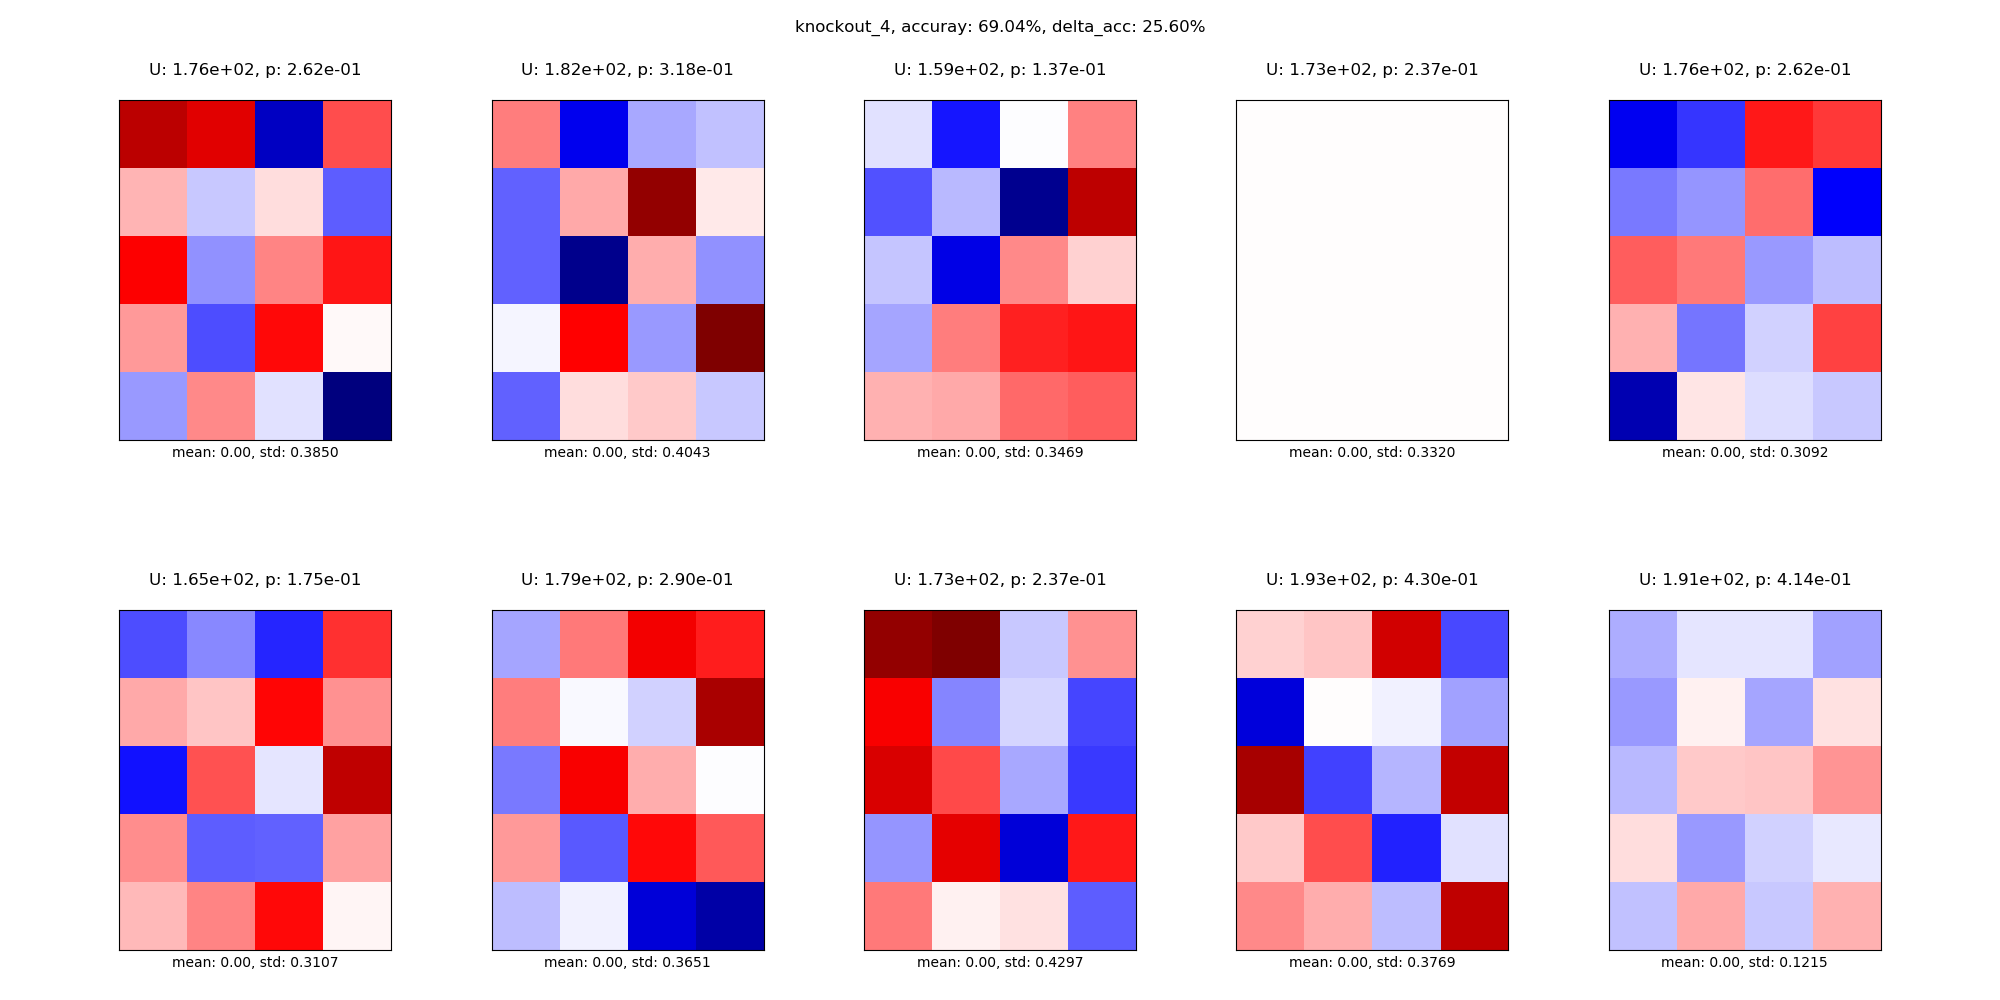 knockout_4, accuray: 69.04%, delta_acc: 25.60%
U: 1.76e+02, p: 2.62e-01
U: 1.82e+02, p: 3.18e-01
U: 1.59e+02, p: 1.37e-01
U: 1.73e+02, p: 2.37e-01
U: 1.76e+02, p: 2.62e-01
mean: 0.00, std: 0.3850
mean: 0.00, std: 0.4043
mean: 0.00, std: 0.3469
mean: 0.00, std: 0.3320
mean: 0.00, std: 0.3092
U: 1.65e+02, p: 1.75e-01
U: 1.79e+02, p: 2.90e-01
U: 1.73e+02, p: 2.37e-01
U: 1.93e+02, p: 4.30e-01
U: 1.91e+02, p: 4.14e-01
mean: 0.00, std: 0.3107
mean: 0.00, std: 0.3651
mean: 0.00, std: 0.4297
mean: 0.00, std: 0.3769
mean: 0.00, std: 0.1215